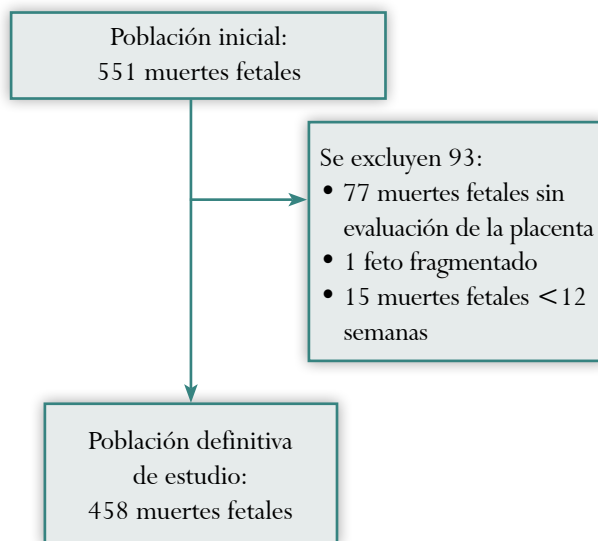 Población inicial:
551 muertes fetales
Se excluyen 93:
• 77 muertes fetales sin
evaluación de la placenta
• 1 feto fragmentado
• 15 muertes fetales <12
semanas
Población definitiva
de estudio:
458 muertes fetales